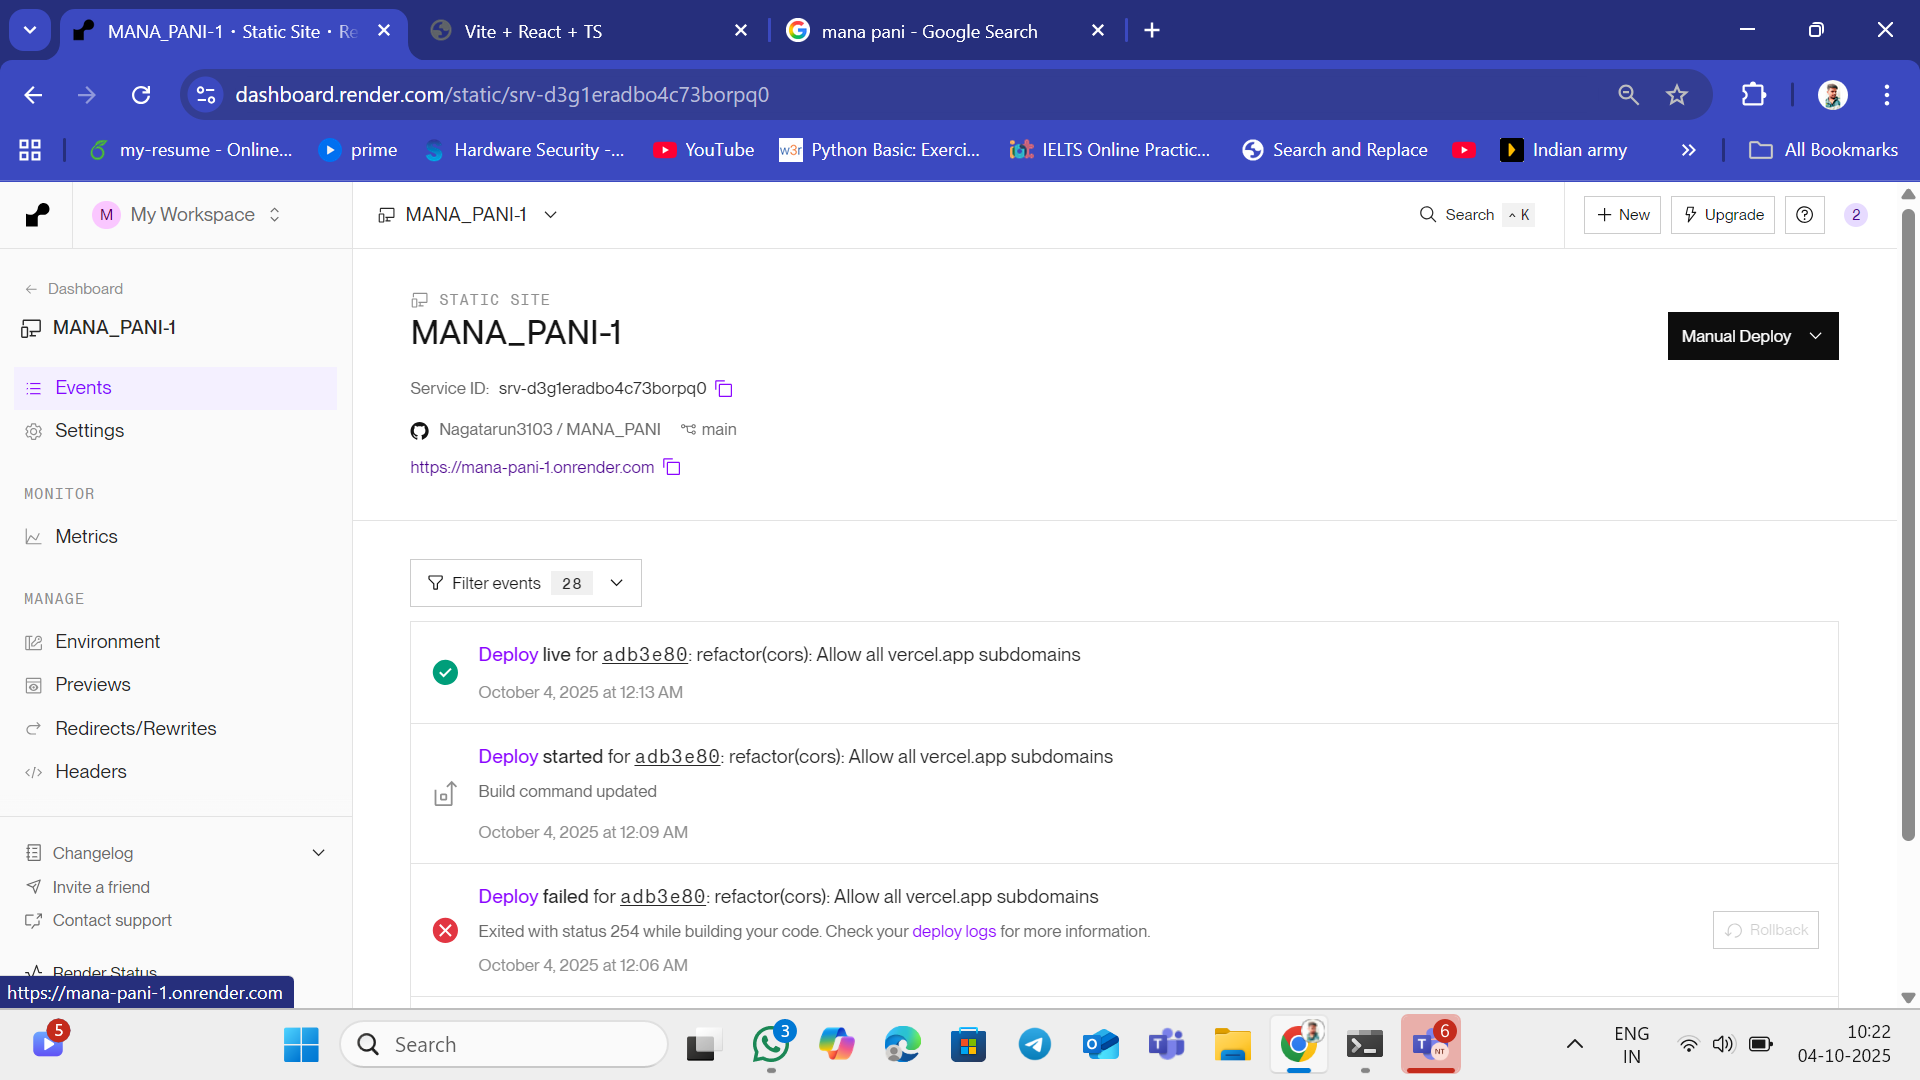 MANA_PANI-1 • Static Site • Re
Vite + React + TS
mana pani - Google Search
dashboard.render.com/static/srv-d3g1eradbo4c73borpq0
my-resume - Online...
prime
Hardware Security -...
YouTube
w3r
Python Basic: Exerci...
IELTS Online Practic...
Search and Replace
Indian army
All Bookmarks
M
My Workspace
MANA_PANI-1
Search
K
+ New
Upgrade
2
Dashboard
MANA_PANI-1
Events
Settings
MONITOR
Metrics
MANAGE
Environment
Previews
Redirects/Rewrites
Headers
Changelog
Invite a friend
Contact support
Render Status
https://mana-pani-1.onrender.com
STATIC SITE
MANA_PANI-1
Manual Deploy
Service ID: srv-d3g1eradbo4c73borpq0
Nagatarun3103 / MANA_PANI main
https://mana-pani-1.onrender.com
Filter events 28
Deploy live for adb3e80: refactor(cors): Allow all vercel.app subdomains
October 4, 2025 at 12:13 AM
Deploy started for adb3e80: refactor(cors): Allow all vercel.app subdomains
Build command updated
October 4, 2025 at 12:09 AM
Deploy failed for adb3e80: refactor(cors): Allow all vercel.app subdomains
Exited with status 254 while building your code. Check your deploy logs for more information.
Rollback
October 4, 2025 at 12:06 AM
5
Search
3
6
NT
ENG
IN
10:22
04-10-2025